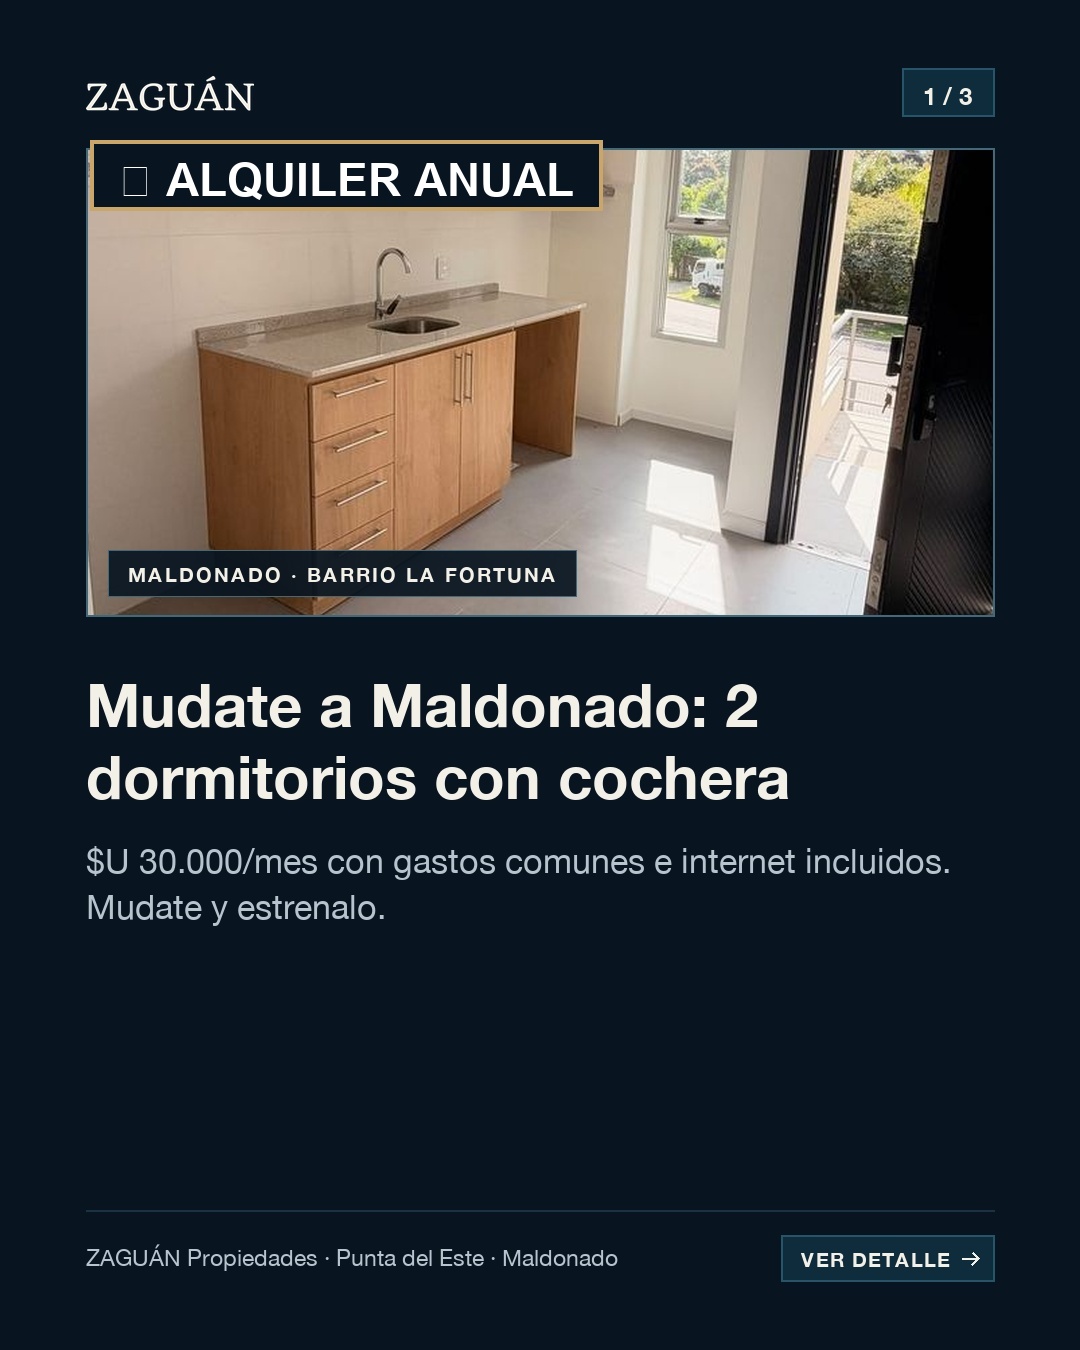 ZAGUÁN
1 / 3
ALQUILER ANUAL
MALDONADO · BARRIO LA FORTUNA
Mudate a Maldonado: 2
dormitorios con cochera
$U 30.000/mes con gastos comunes e internet incluidos.
Mudate y estrenalo.
ZAGUÁN Propiedades · Punta del Este · Maldonado
VER DETALLE →